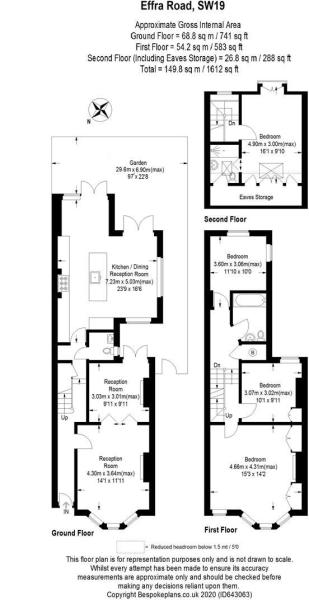 Effra Road, SW19
Approximate Gross Internal Area
Ground Floor = 68.8 sq m / 741 sq ft
First Floor = 54.2 sq m / 583 sq ft
Second Floor (Including Eaves Storage) = 26.8 sq m / 288 sq ft
Total = 149.8 sq m / 1612 sq ft
N
Garden
29.6m x 6.90m(max)
97' x 22'8
Dn
Bedroom
4.90m x 3.00m(max)
16'1 x 9'10
Eaves Storage
Second Floor
Kitchen / Dining
Reception Room
7.23m x 5.03m(max)
23'9 x 16'6
Bedroom
3.60m x 3.06m(max)
11'10 x 10'0
B
Up
Reception
Room
3.03m x 3.01m(max)
9'11 x 9'11
Dn
Up
Bedroom
3.07m x 3.02m(max)
10'1 x 9'11
Reception
Room
4.30m x 3.64m(max)
14'1 x 11'11
Bedroom
4.66m x 4.31m(max)
15'3 x 14'2
IN
Ground Floor
First Floor
= Reduced headroom below 1.5 m / 5'0
This floor plan is for representation purposes only and is not drawn to scale.
Whilst every attempt has been made to ensure its accuracy
measurements are approximate only and should be checked before
making any decisions reliant upon them.
Copyright Bespokeplans.co.uk © 2020 (ID643063)